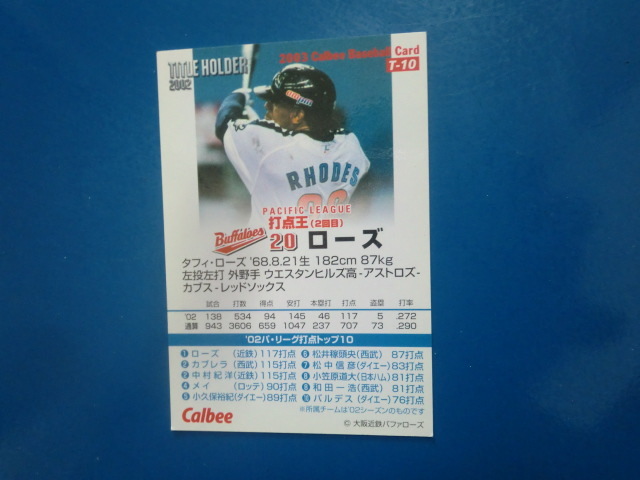 TITLE HOLDER
2002
2003 Calbee Baseball Card
T-10
RHODES
20
PACIFIC LEAGUE
打点王(2回目)
Buffaloes
20 ローズ
タフィ・ローズ '68.8.21生 182cm 87kg
左投左打 外野手 ウエスタンヒルズ高-アストロズ-
カブス-レッドソックス
試合 打数 得点 安打 本塁打 打点 盗塁 打率
'02 138 534 94 145 46 117 5 .272
通算 943 3606 659 1047 237 707 73 .290
'02パ・リーグ打点トップ10
1 ローズ (近鉄)117打点
2 カブレラ (西武)115打点
2 中村紀洋(近鉄)115打点
4 メイ (ロッテ)90打点
5 小久保裕紀(ダイエー)89打点
6 松井稼頭央(西武) 87打点
7 松中信彦(ダイエー)83打点
8 小笠原道大(日本ハム)81打点
8 和田一浩(西武) 81打点
10 バルデス(ダイエー)76打点
※所属チームは'02シーズンのものです
Calbee
© 大阪近鉄バファローズ